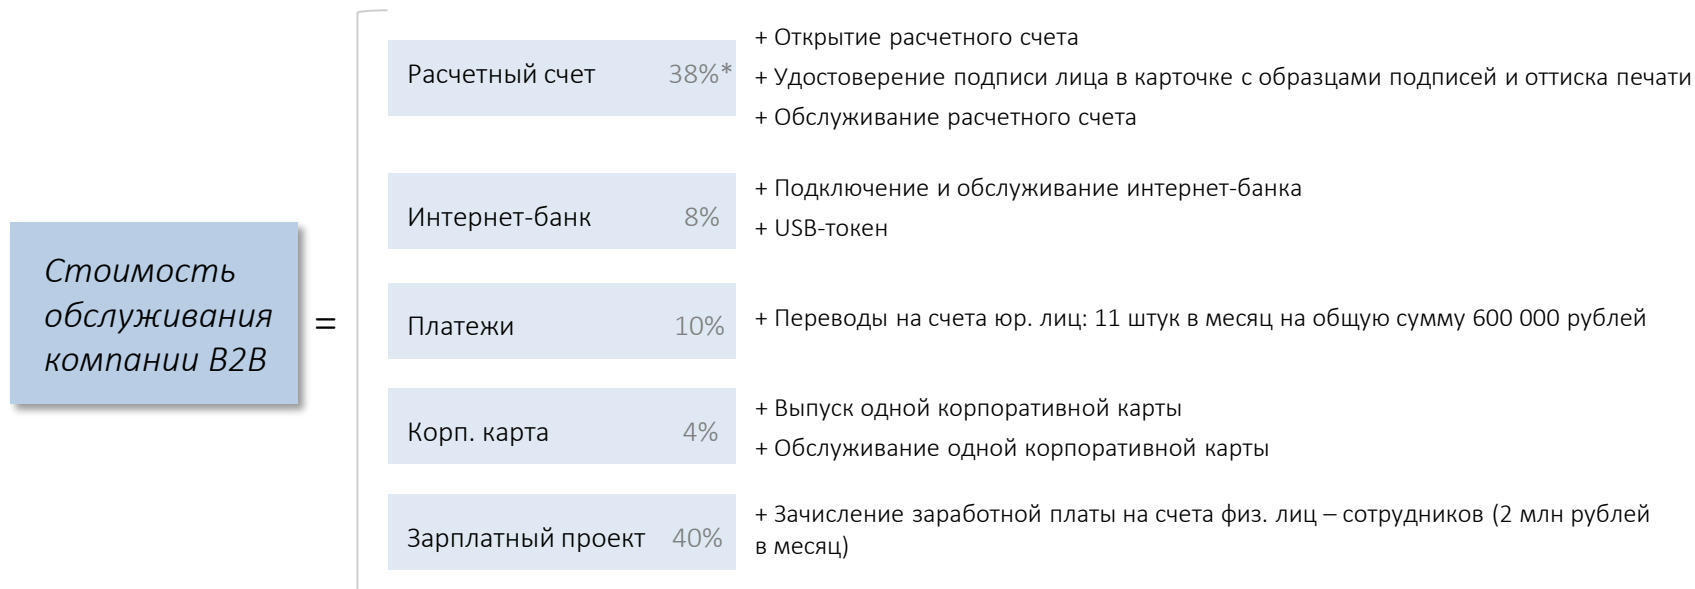 Стоимость
обслуживания
компании B2B
=
Расчетный счет 38%*
+ Открытие расчетного счета
+ Удостоверение подписи лица в карточке с образцами подписей и оттиска печати
+ Обслуживание расчетного счета
Интернет-банк 8%
+ Подключение и обслуживание интернет-банка
+ USB-токен
Платежи 10%
+ Переводы на счета юр. лиц: 11 штук в месяц на общую сумму 600 000 рублей
Корп. карта 4%
+ Выпуск одной корпоративной карты
+ Обслуживание одной корпоративной карты
Зарплатный проект 40%
+ Зачисление заработной платы на счета физ. лиц – сотрудников (2 млн рублей
в месяц)